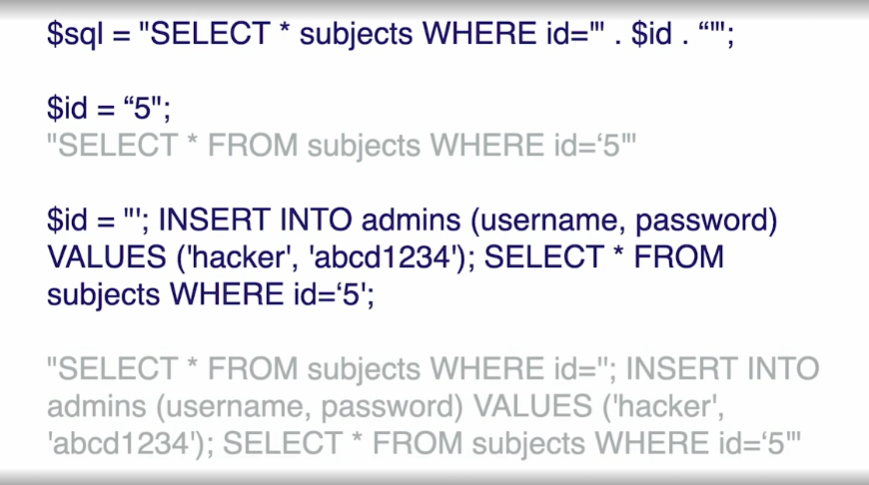 $sql = "SELECT * subjects WHERE id='" . $id . “'";
$id = “5";
"SELECT * FROM subjects WHERE id=‘5'"
$id = "'; INSERT INTO admins (username, password)
VALUES ('hacker', 'abcd1234'); SELECT * FROM
subjects WHERE id=‘5';
"SELECT * FROM subjects WHERE id=''; INSERT INTO
admins (username, password) VALUES ('hacker',
'abcd1234'); SELECT * FROM subjects WHERE id=‘5'"